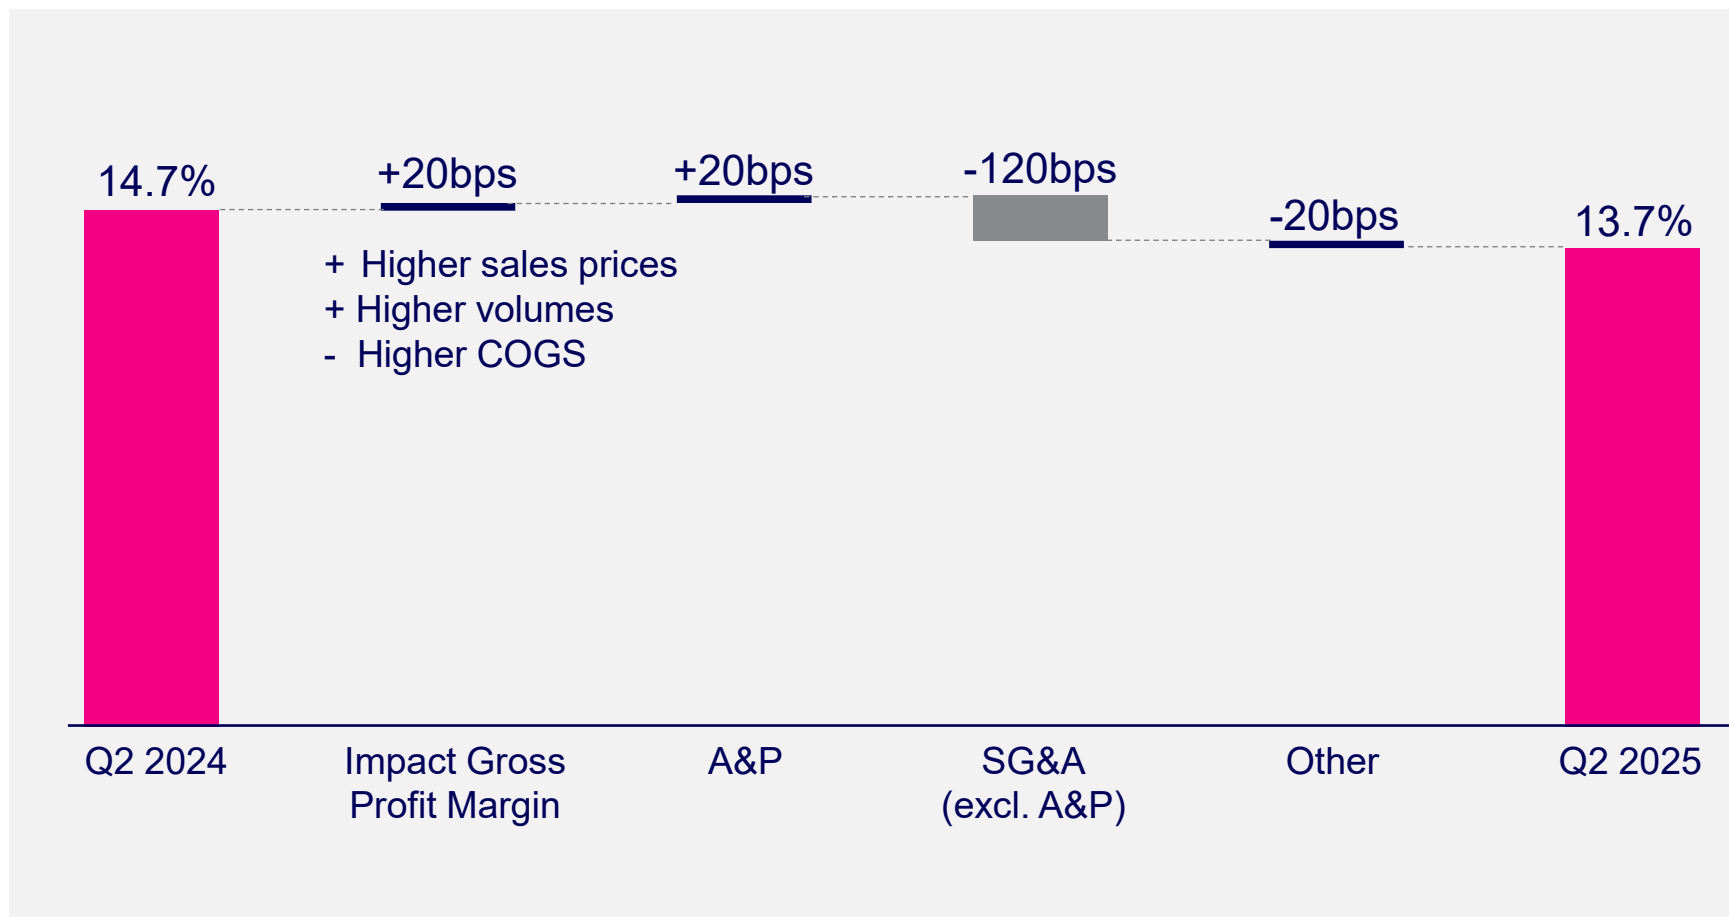 14.7%
+20bps
+20bps
-120bps
-20bps
13.7%
+ Higher sales prices
+ Higher volumes
- Higher COGS
Q2 2024
Impact Gross
Profit Margin
A&P
SG&A
(excl. A&P)
Other
Q2 2025